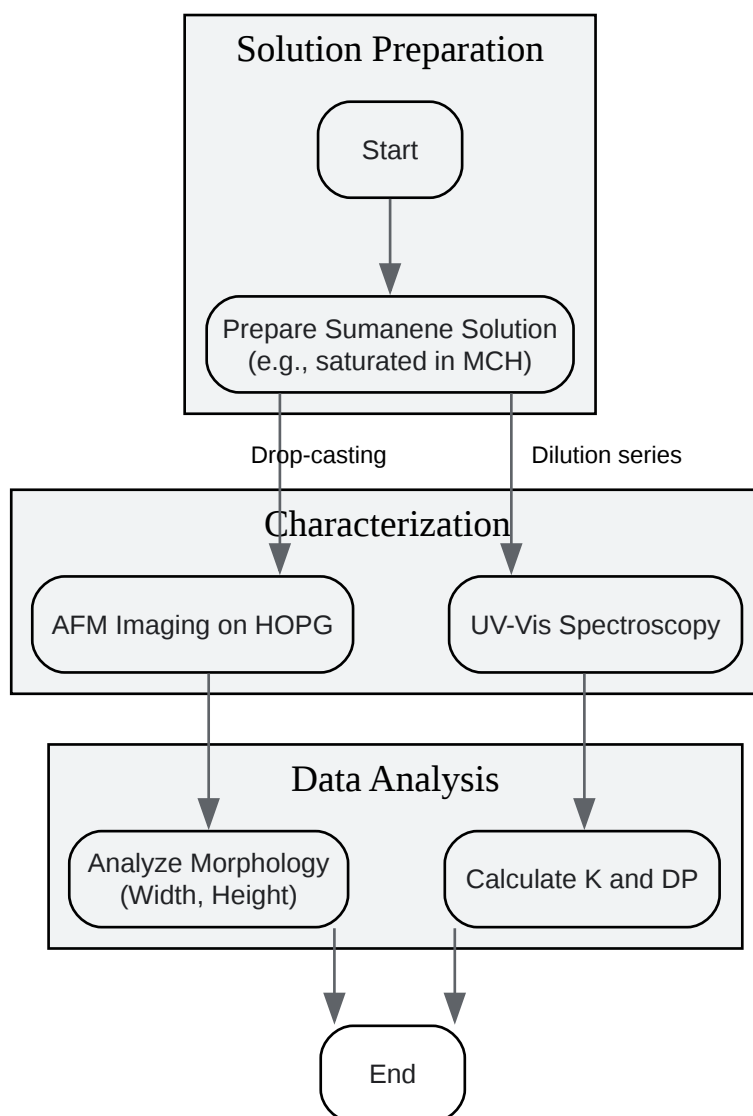 Solution Preparation
Start
Prepare Sumanene Solution
(e.g., saturated in MCH)
Drop-casting
Dilution series
Characterization
AFM Imaging on HOPG
UV-Vis Spectroscopy
Data Analysis
Analyze Morphology
(Width, Height)
Calculate K and DP
End